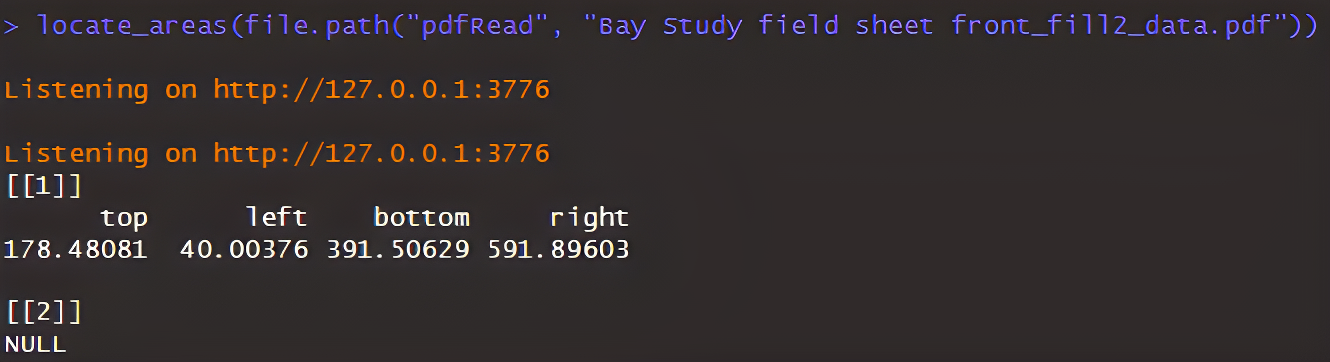 > locate_areas(file.path("pdfRead", "Bay Study field sheet front_fill2_data.pdf"))
Listening on http://127.0.0.1:3776
Listening on http://127.0.0.1:3776
[[1]]
top left bottom right
178.48081 40.00376 391.50629 591.89603
[[2]]
NULL